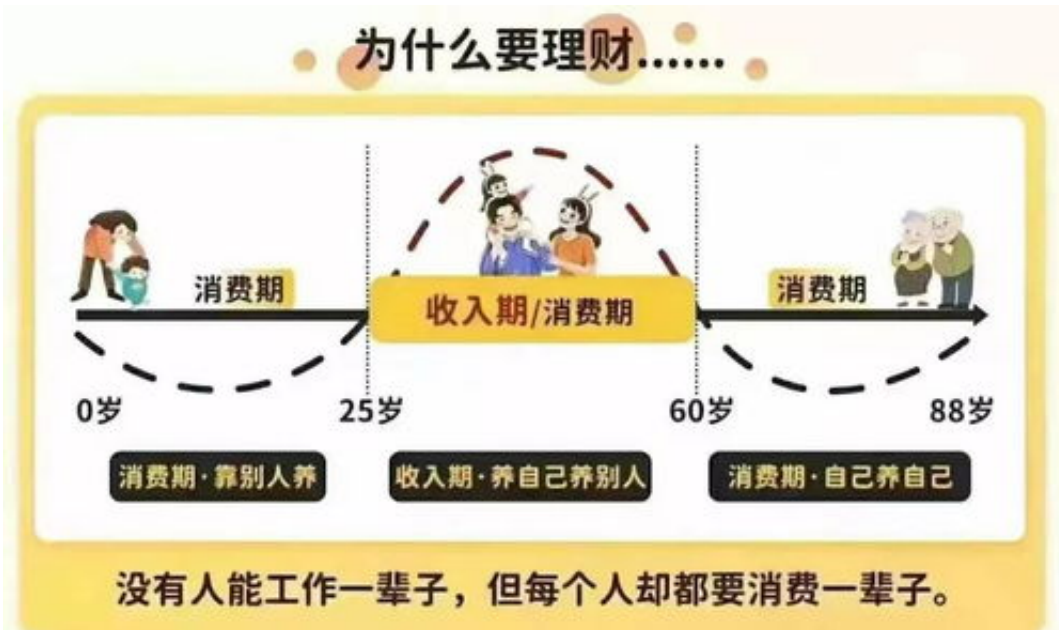 为什么要理财......
消费期
收入期/消费期
消费期
0岁
25岁
60岁
88岁
消费期·靠别人养
收入期·养自己养别人
消费期·自己养自己
没有人能工作一辈子，但每个人却都要消费一辈子。